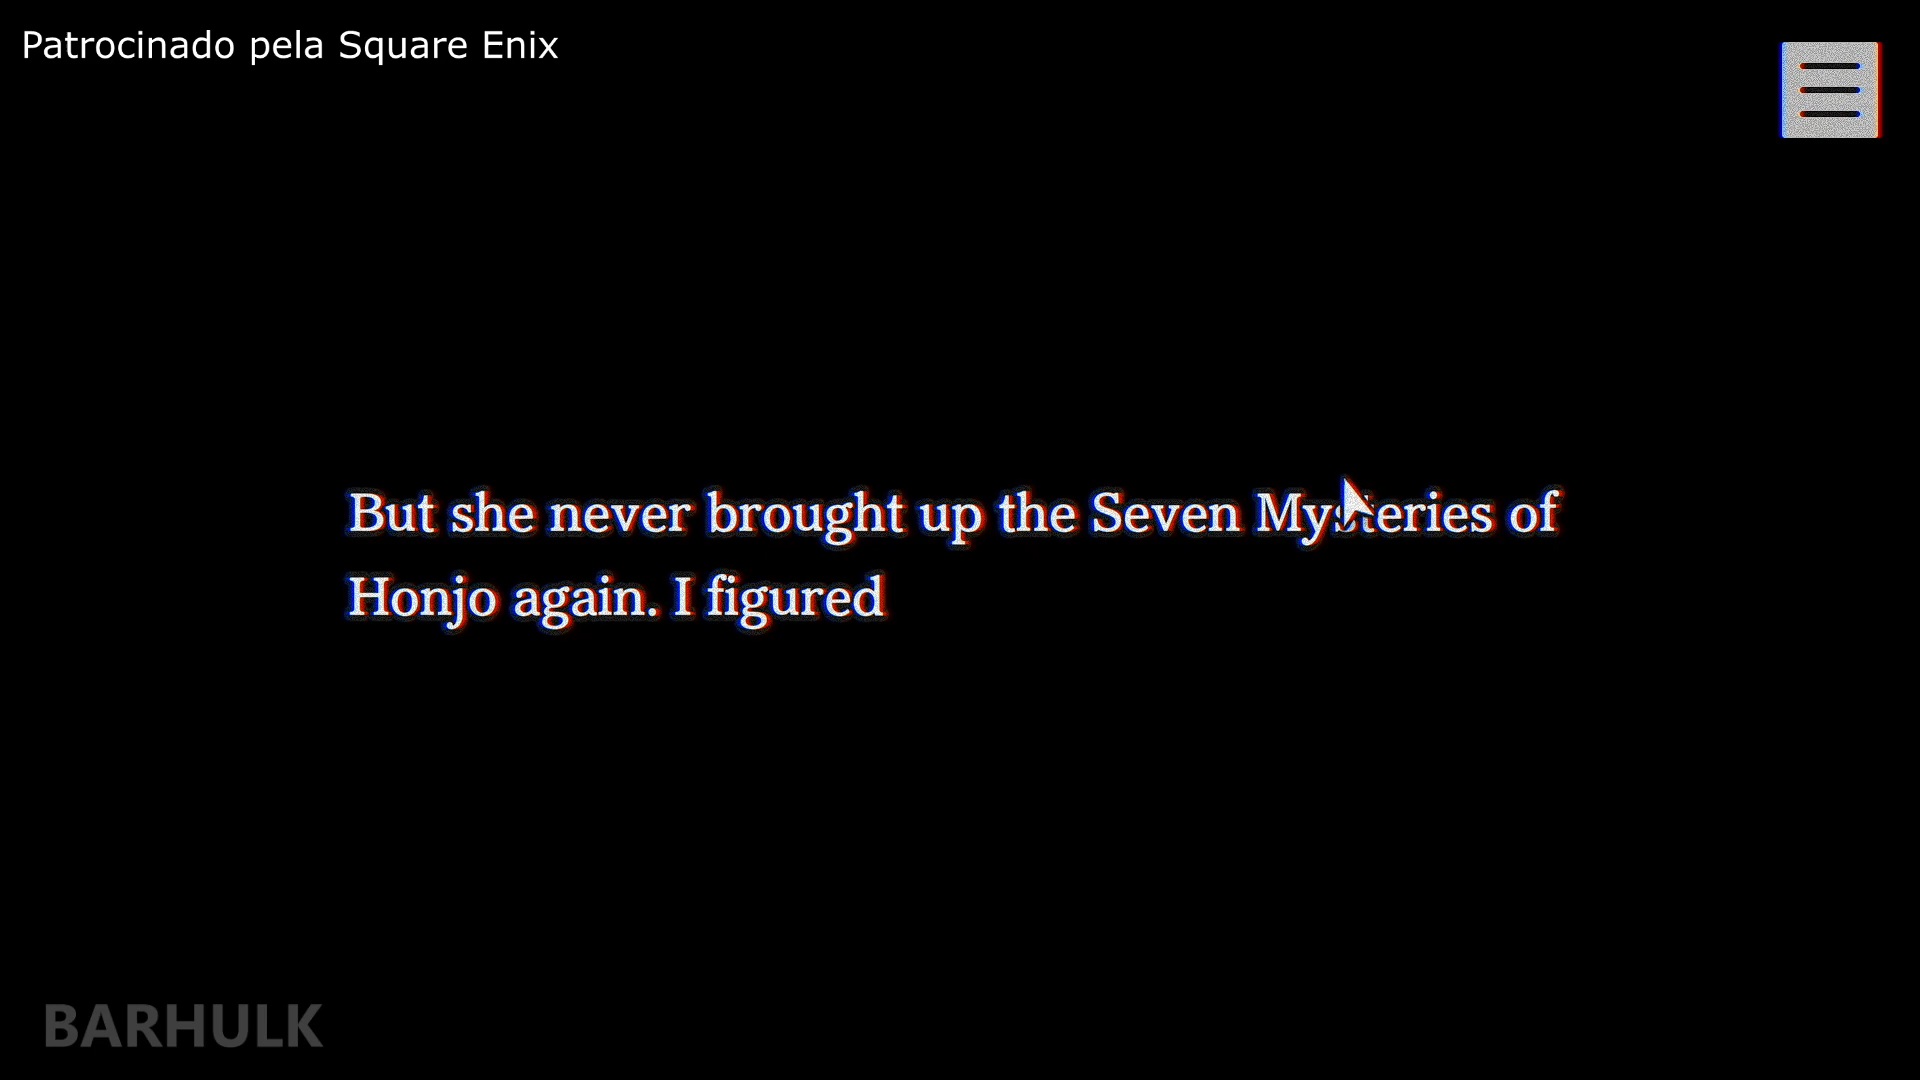 Patrocinado pela Square Enix
But she never brought up the Seven Mysteries of
Honjo again. I figured
BARHULK